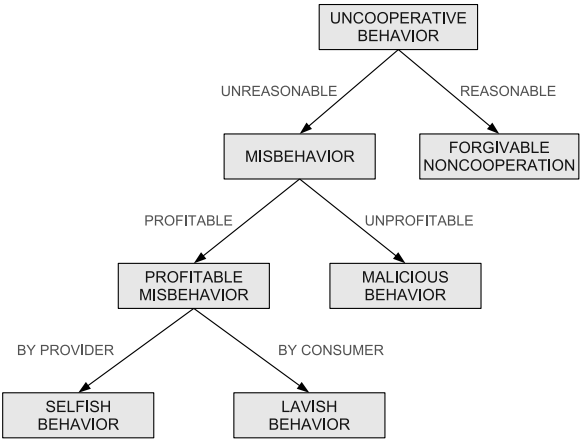 UNCOOPERATIVE
BEHAVIOR
UNREASONABLE
REASONABLE
MISBEHAVIOR
FORGIVABLE
NONCOOPERATION
PROFITABLE
UNPROFITABLE
PROFITABLE
MISBEHAVIOR
MALICIOUS
BEHAVIOR
BY PROVIDER
BY CONSUMER
SELFISH
BEHAVIOR
LAVISH
BEHAVIOR